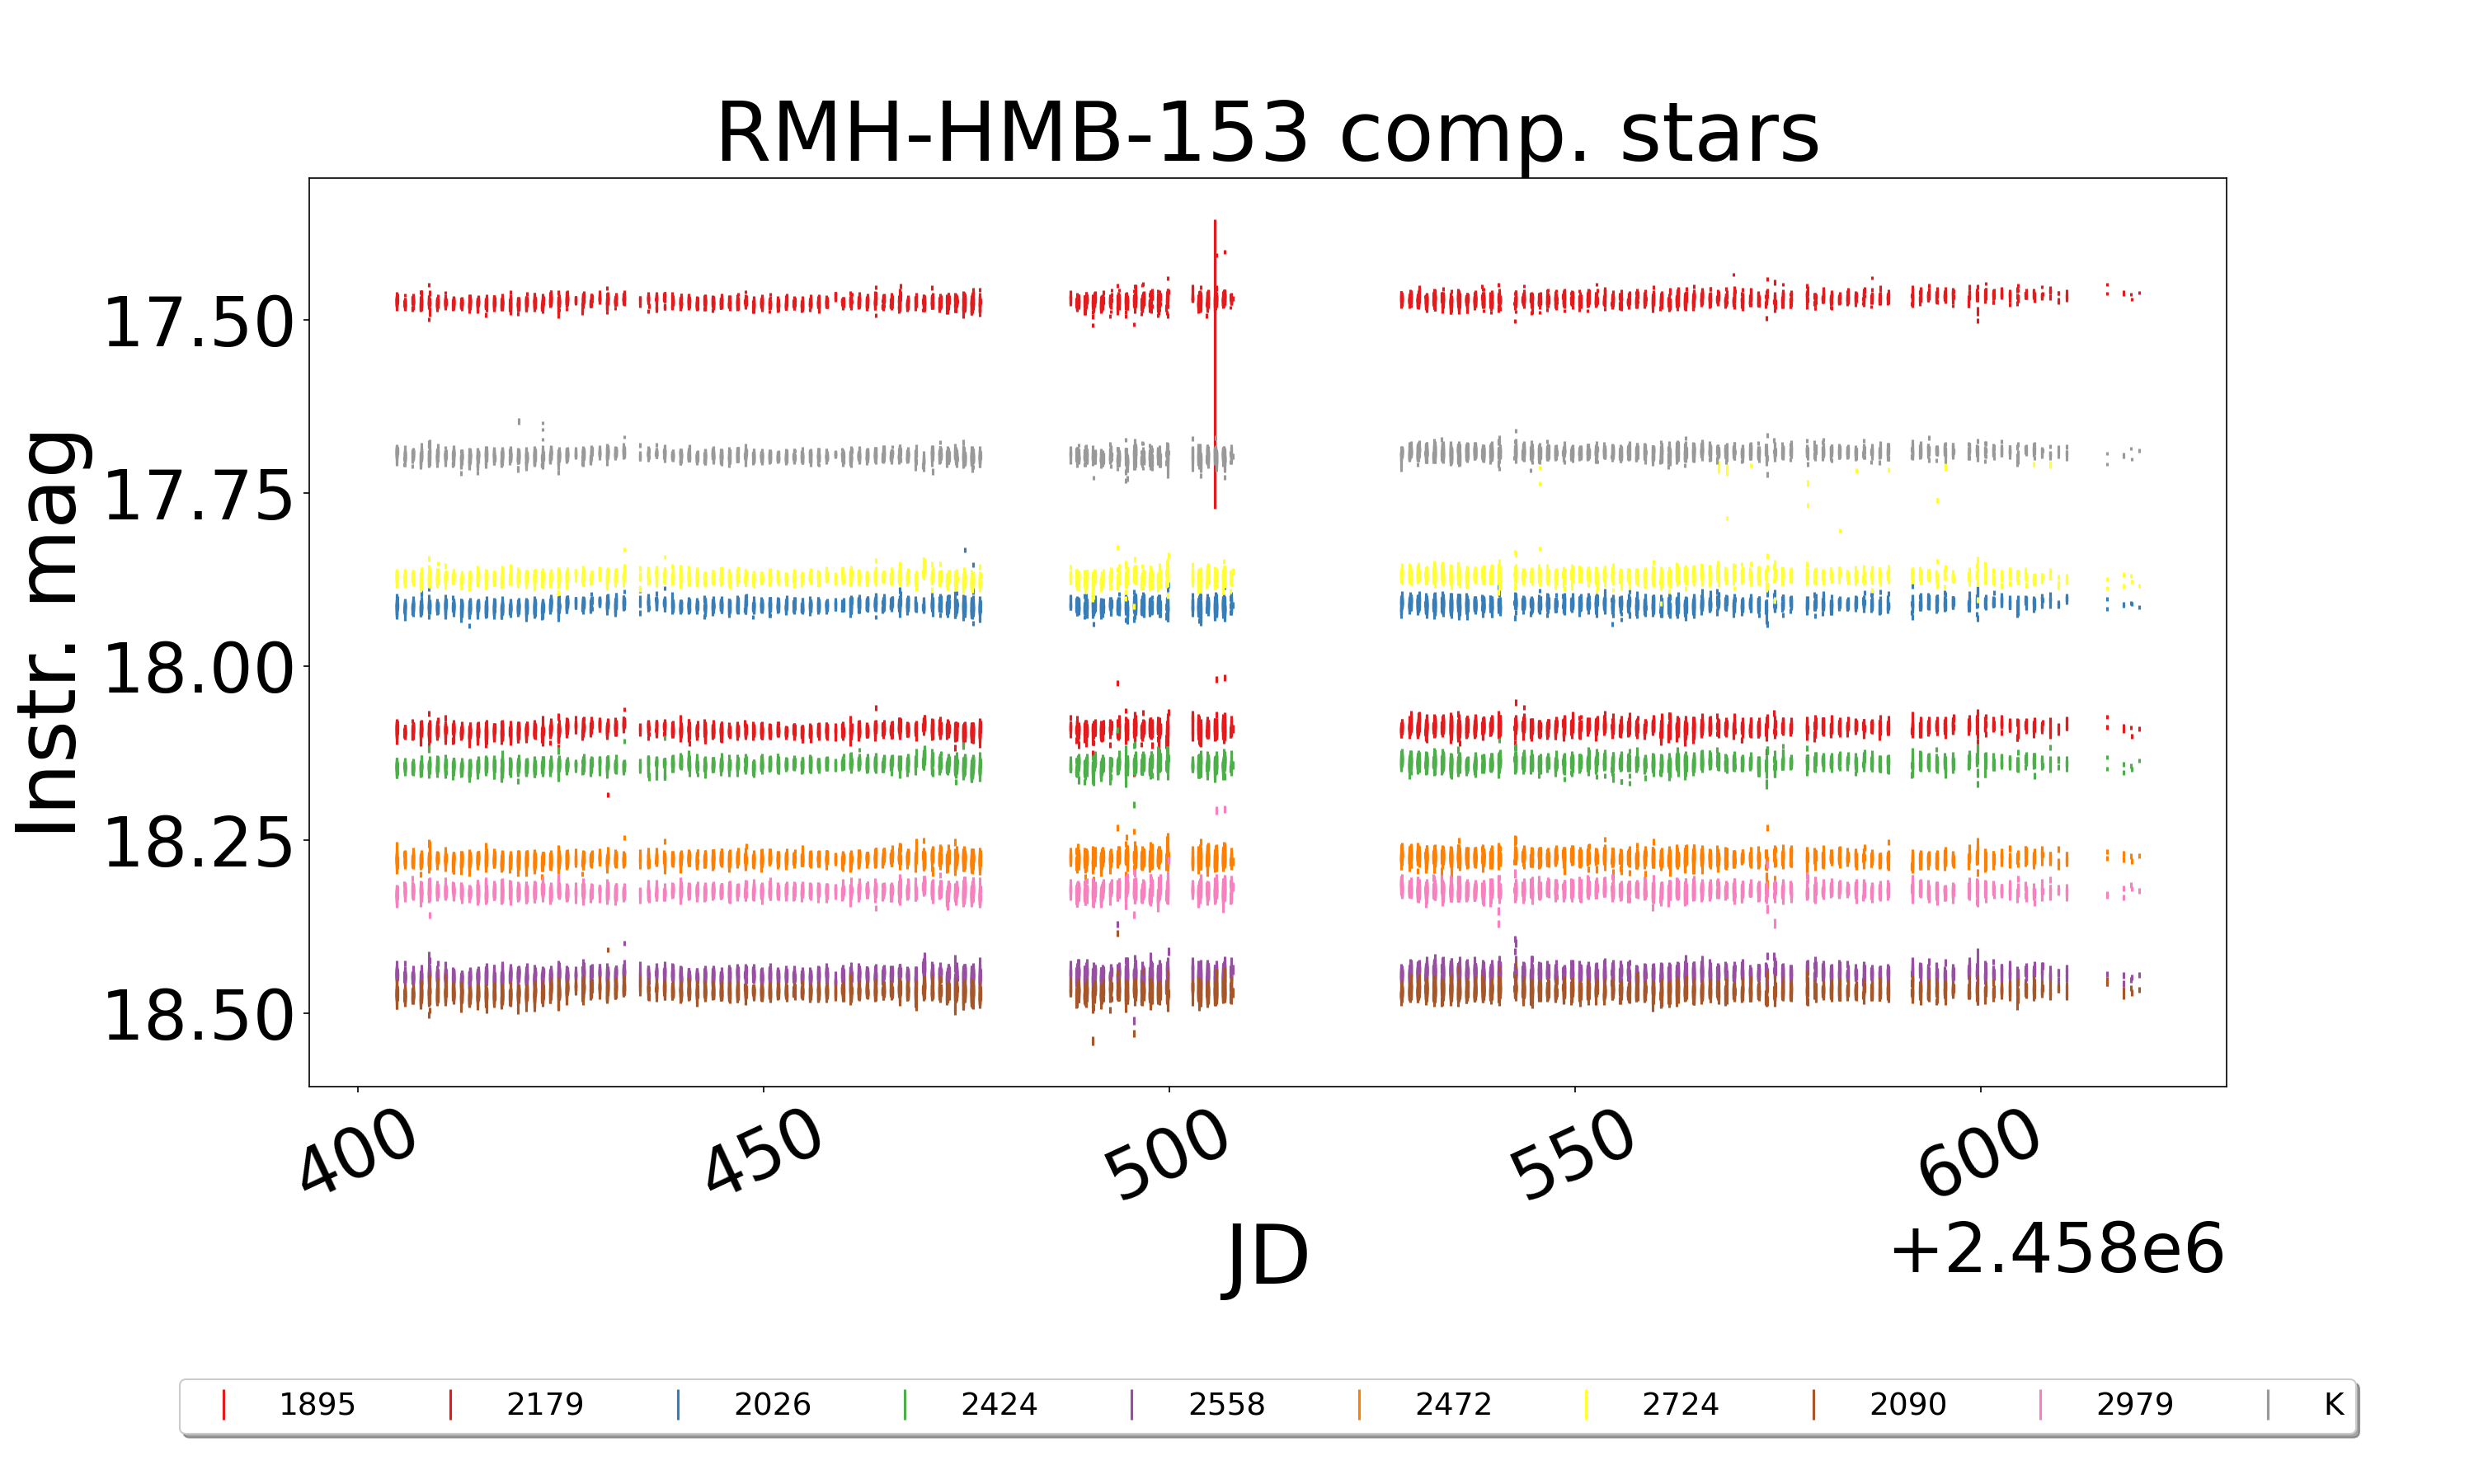 RMH-HMB-153 comp. stars
Instr. mag
17.50
17.75
18.00
18.25
18.50
400 450 500 550 600
JD
+2.458e6
1895 2179 2026 2424 2558 2472 2724 2090 2979 K